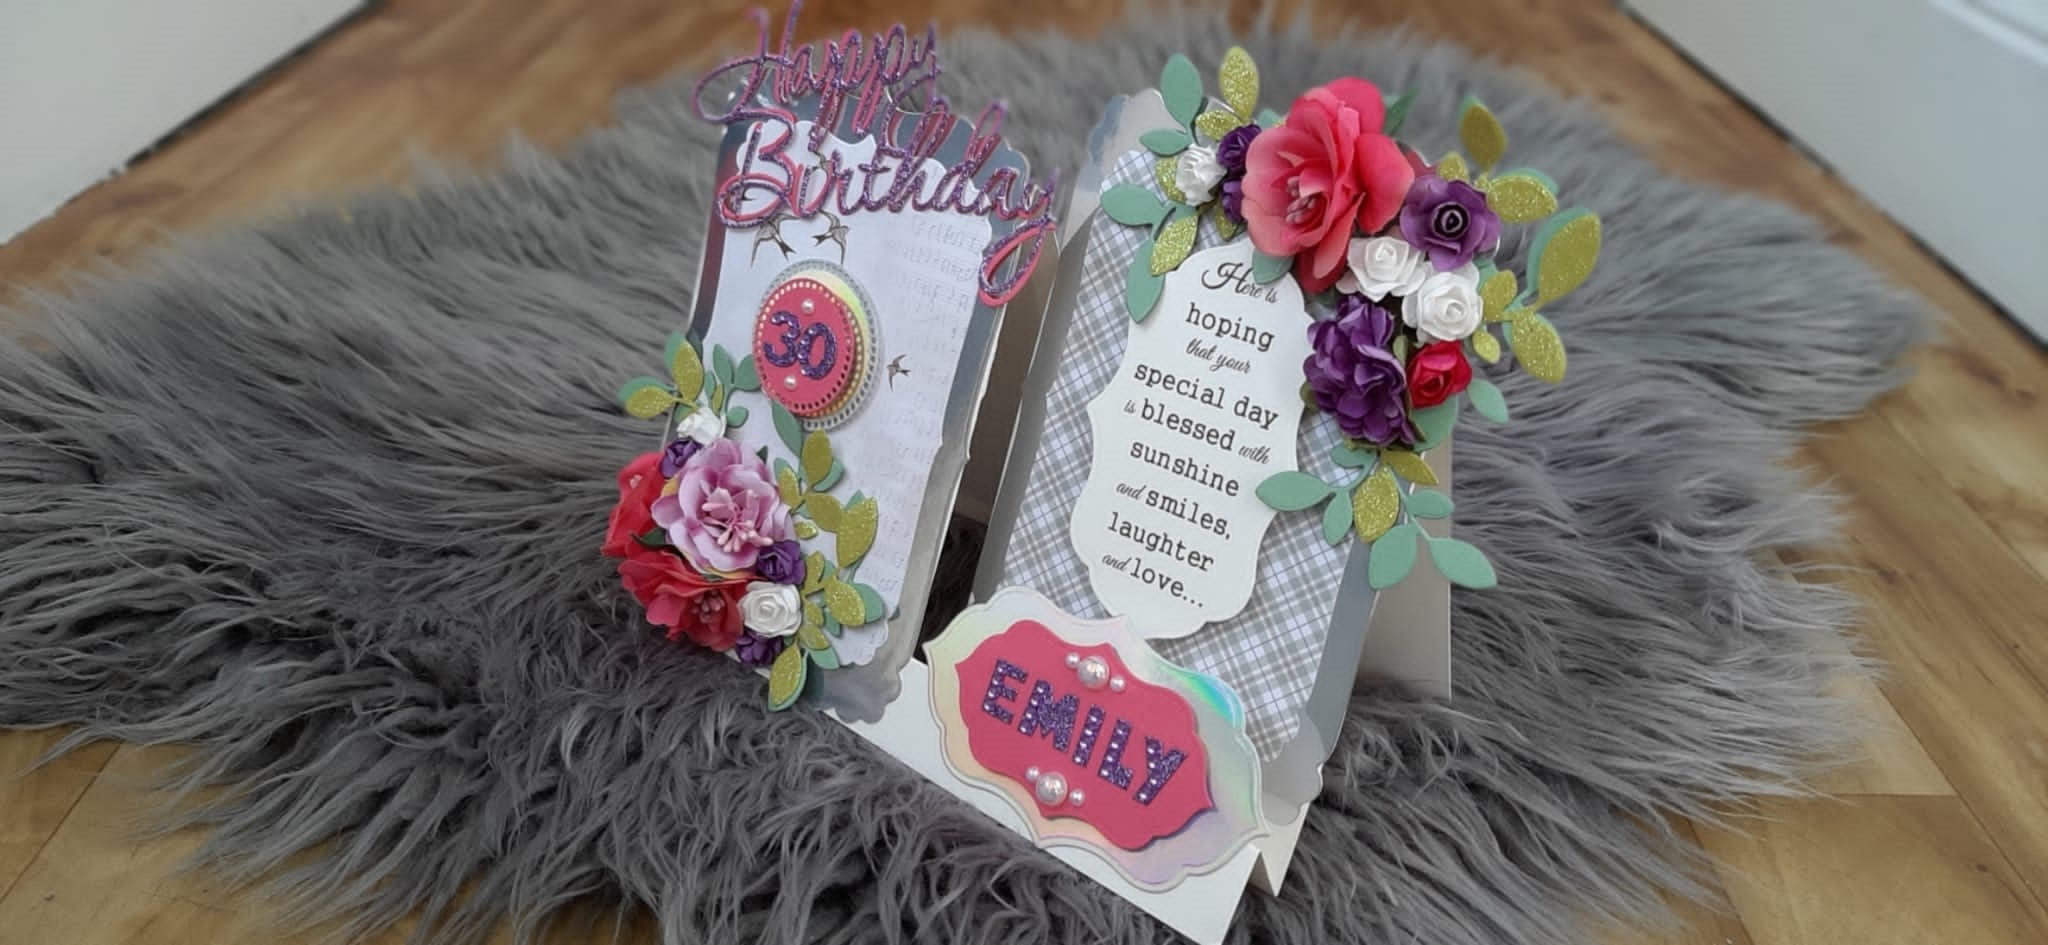 Happy
Birthday
30
Here is
hoping
that your
special day
is blessed with
sunshine
and smiles,
laughter
and love...
EMILY